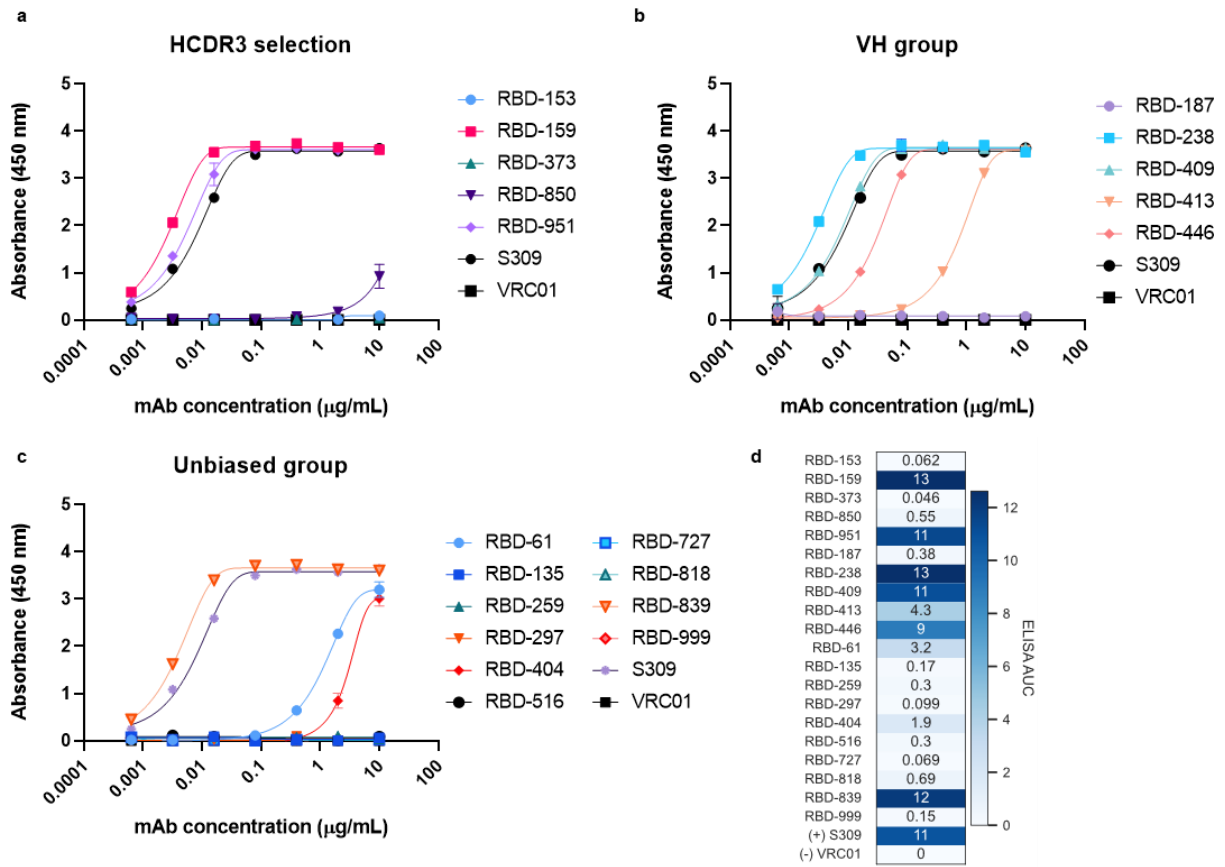 a
HCDR3 selection
Absorbance (450 nm)
5
4
3
2
1
0
0.0001
0.001
0.01
0.1
1
10
100
mAb concentration (μg/mL)
RBD-153
RBD-159
RBD-373
RBD-850
RBD-951
S309
VRC01
b
VH group
Absorbance (450 nm)
5
4
3
2
1
0
0.0001
0.001
0.01
0.1
1
10
100
mAb concentration (μg/mL)
RBD-187
RBD-238
RBD-409
RBD-413
RBD-446
S309
VRC01
c
Unbiased group
Absorbance (450 nm)
5
4
3
2
1
0
0.0001
0.001
0.01
0.1
1
10
100
mAb concentration (μg/mL)
RBD-61
RBD-135
RBD-259
RBD-297
RBD-404
RBD-516
RBD-727
RBD-818
RBD-839
RBD-999
S309
VRC01
d
RBD-153 0.062
RBD-159 13
RBD-373 0.046
RBD-850 0.55
RBD-951 11
RBD-187 0.38
RBD-238 13
RBD-409 11
RBD-413 4.3
RBD-446 9
RBD-61 3.2
RBD-135 0.17
RBD-259 0.3
RBD-297 0.099
RBD-404 1.9
RBD-516 0.3
RBD-727 0.069
RBD-818 0.69
RBD-839 12
RBD-999 0.15
(+) S309 11
(-) VRC01 0
12
10
8
6
4
2
0
ELISA AUC